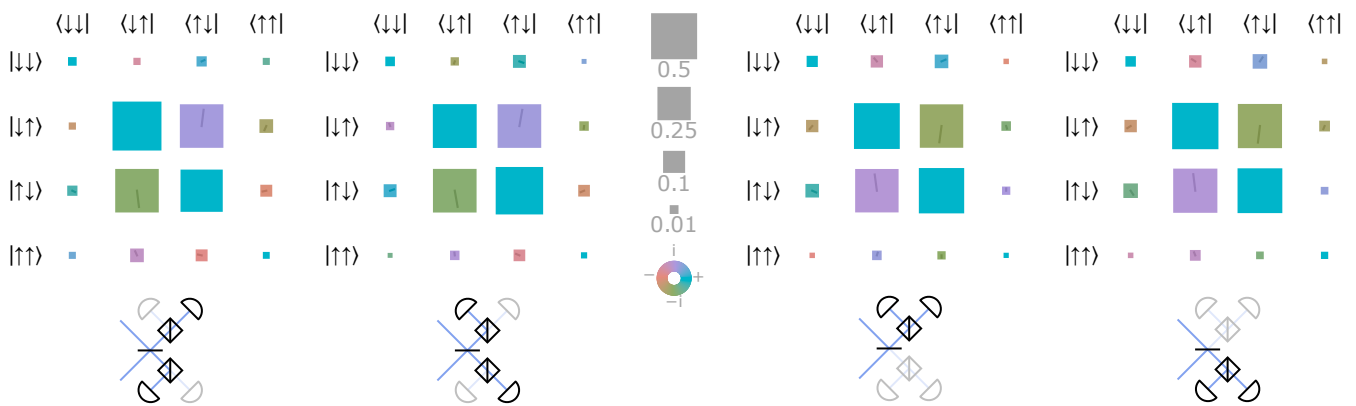 ⟨↓↓| ⟨↓↑| ⟨↑↓| ⟨↑↑| ⟨↓↓| ⟨↓↑| ⟨↑↓| ⟨↑↑| ⟨↓↓| ⟨↓↑| ⟨↑↓| ⟨↑↑| ⟨↓↓| ⟨↓↑| ⟨↑↓| ⟨↑↑|
|↓↓⟩ |↓↓⟩ 0.5 |↓↓⟩ |↓↓⟩
|↓↑⟩ |↓↑⟩ 0.25 |↓↑⟩ |↓↑⟩
|↑↓⟩ |↑↓⟩ 0.1 |↑↓⟩ |↑↓⟩
0.01
|↑↑⟩ |↑↑⟩ i |↑↑⟩ |↑↑⟩
− +
−i